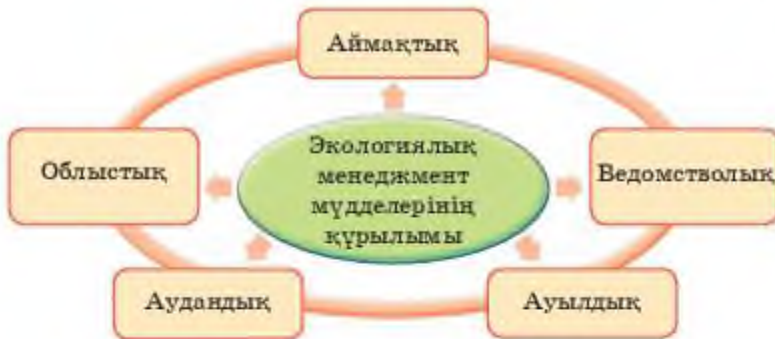 Аймақтық
Облыстық
Экологиялық
менеджмент
мүдделерінің
құрылымы
Ведомстволық
Аудандық
Ауылдық